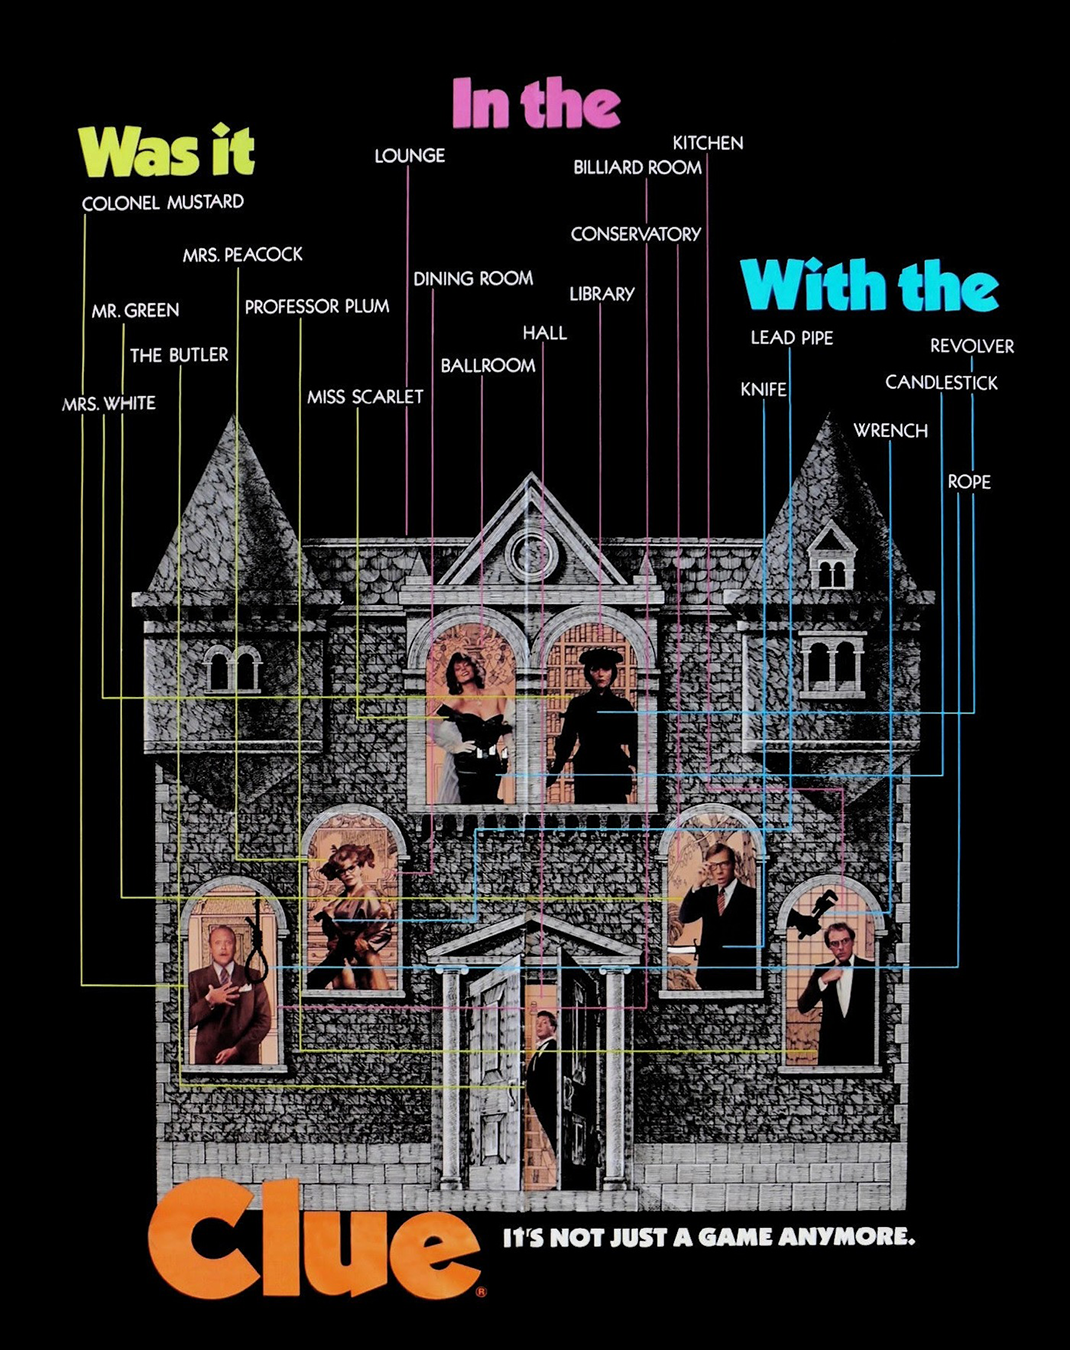 In the
Was it
With the
COLONEL MUSTARD
MRS. PEACOCK
MR. GREEN
PROFESSOR PLUM
THE BUTLER
MISS SCARLET
MRS. WHITE
LOUNGE
KITCHEN
BILLIARD ROOM
CONSERVATORY
DINING ROOM
LIBRARY
HALL
BALLROOM
LEAD PIPE
REVOLVER
CANDLESTICK
KNIFE
WRENCH
ROPE
Clue®
IT'S NOT JUST A GAME ANYMORE.